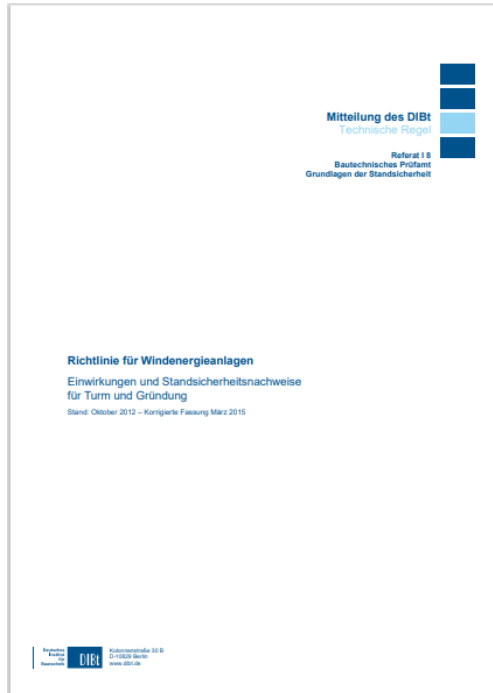 Mitteilung des DIBt
Technische Regel
Referat I 8
Bautechnisches Prüfamt
Grundlagen der Standsicherheit
Richtlinie für Windenergieanlagen
Einwirkungen und Standsicherheitsnachweise
für Turm und Gründung
Stand: Oktober 2012 – Korrigierte Fassung März 2015
Deutsches
Institut
für
Bautechnik
DIBt
Kolonnenstraße 30 B
D-10829 Berlin
www.dibt.de